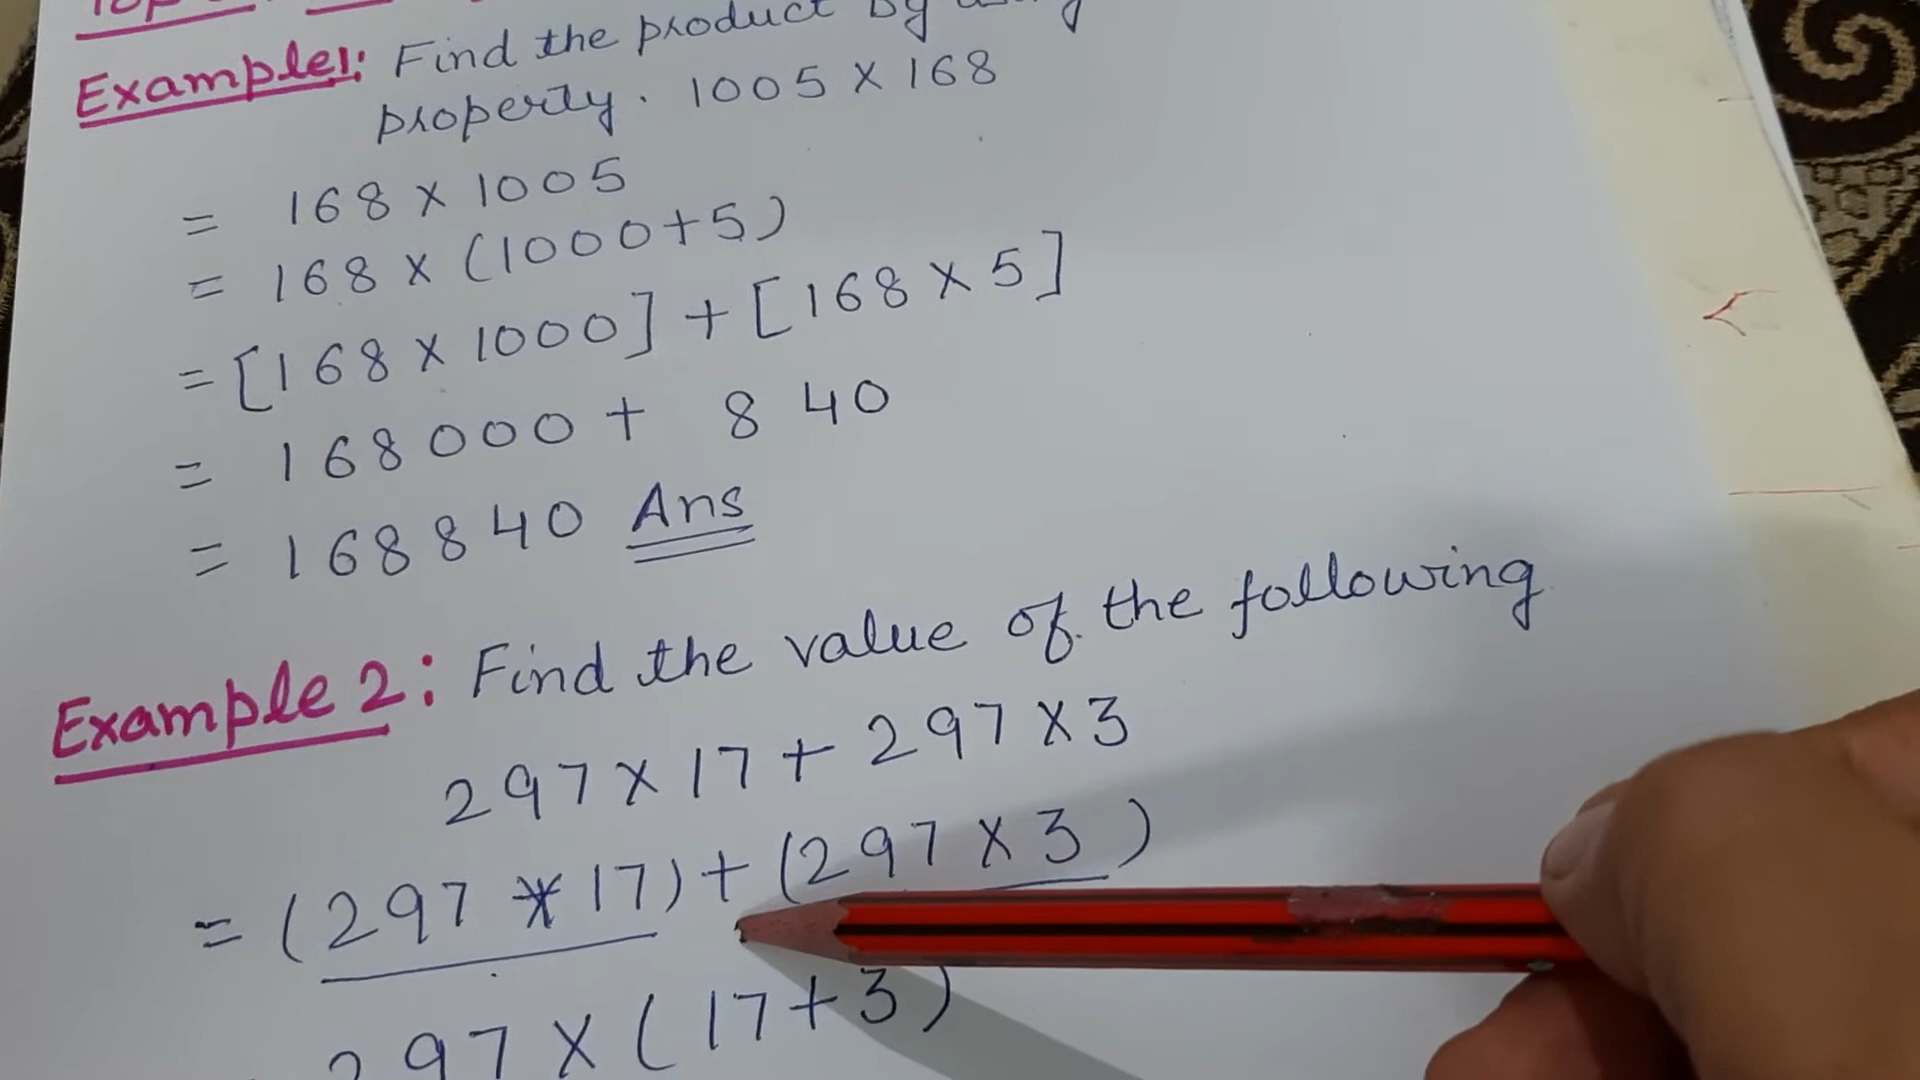 Example1: Find the product by using
property. 1005 × 168
= 168 × 1005
= 168 × (1000+5)
= [168 × 1000] + [168 × 5]
= 168000 + 840
= 168840 Ans
Example 2: Find the value of the following
297 × 17 + 297 × 3
= (297 × 17) + (297 × 3)
297 × (17+3)